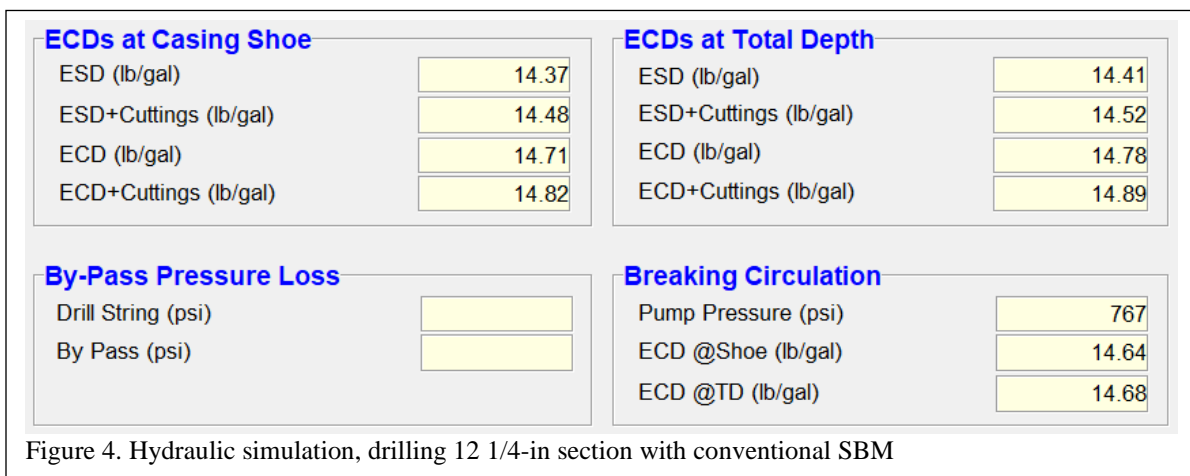 ECDs at Casing Shoe
ESD (lb/gal) 14.37
ESD+Cuttings (lb/gal) 14.48
ECD (lb/gal) 14.71
ECD+Cuttings (lb/gal) 14.82
ECDs at Total Depth
ESD (lb/gal) 14.41
ESD+Cuttings (lb/gal) 14.52
ECD (lb/gal) 14.78
ECD+Cuttings (lb/gal) 14.89
By-Pass Pressure Loss
Drill String (psi)
By Pass (psi)
Breaking Circulation
Pump Pressure (psi) 767
ECD @Shoe (lb/gal) 14.64
ECD @TD (lb/gal) 14.68
Figure 4. Hydraulic simulation, drilling 12 1/4-in section with conventional SBM